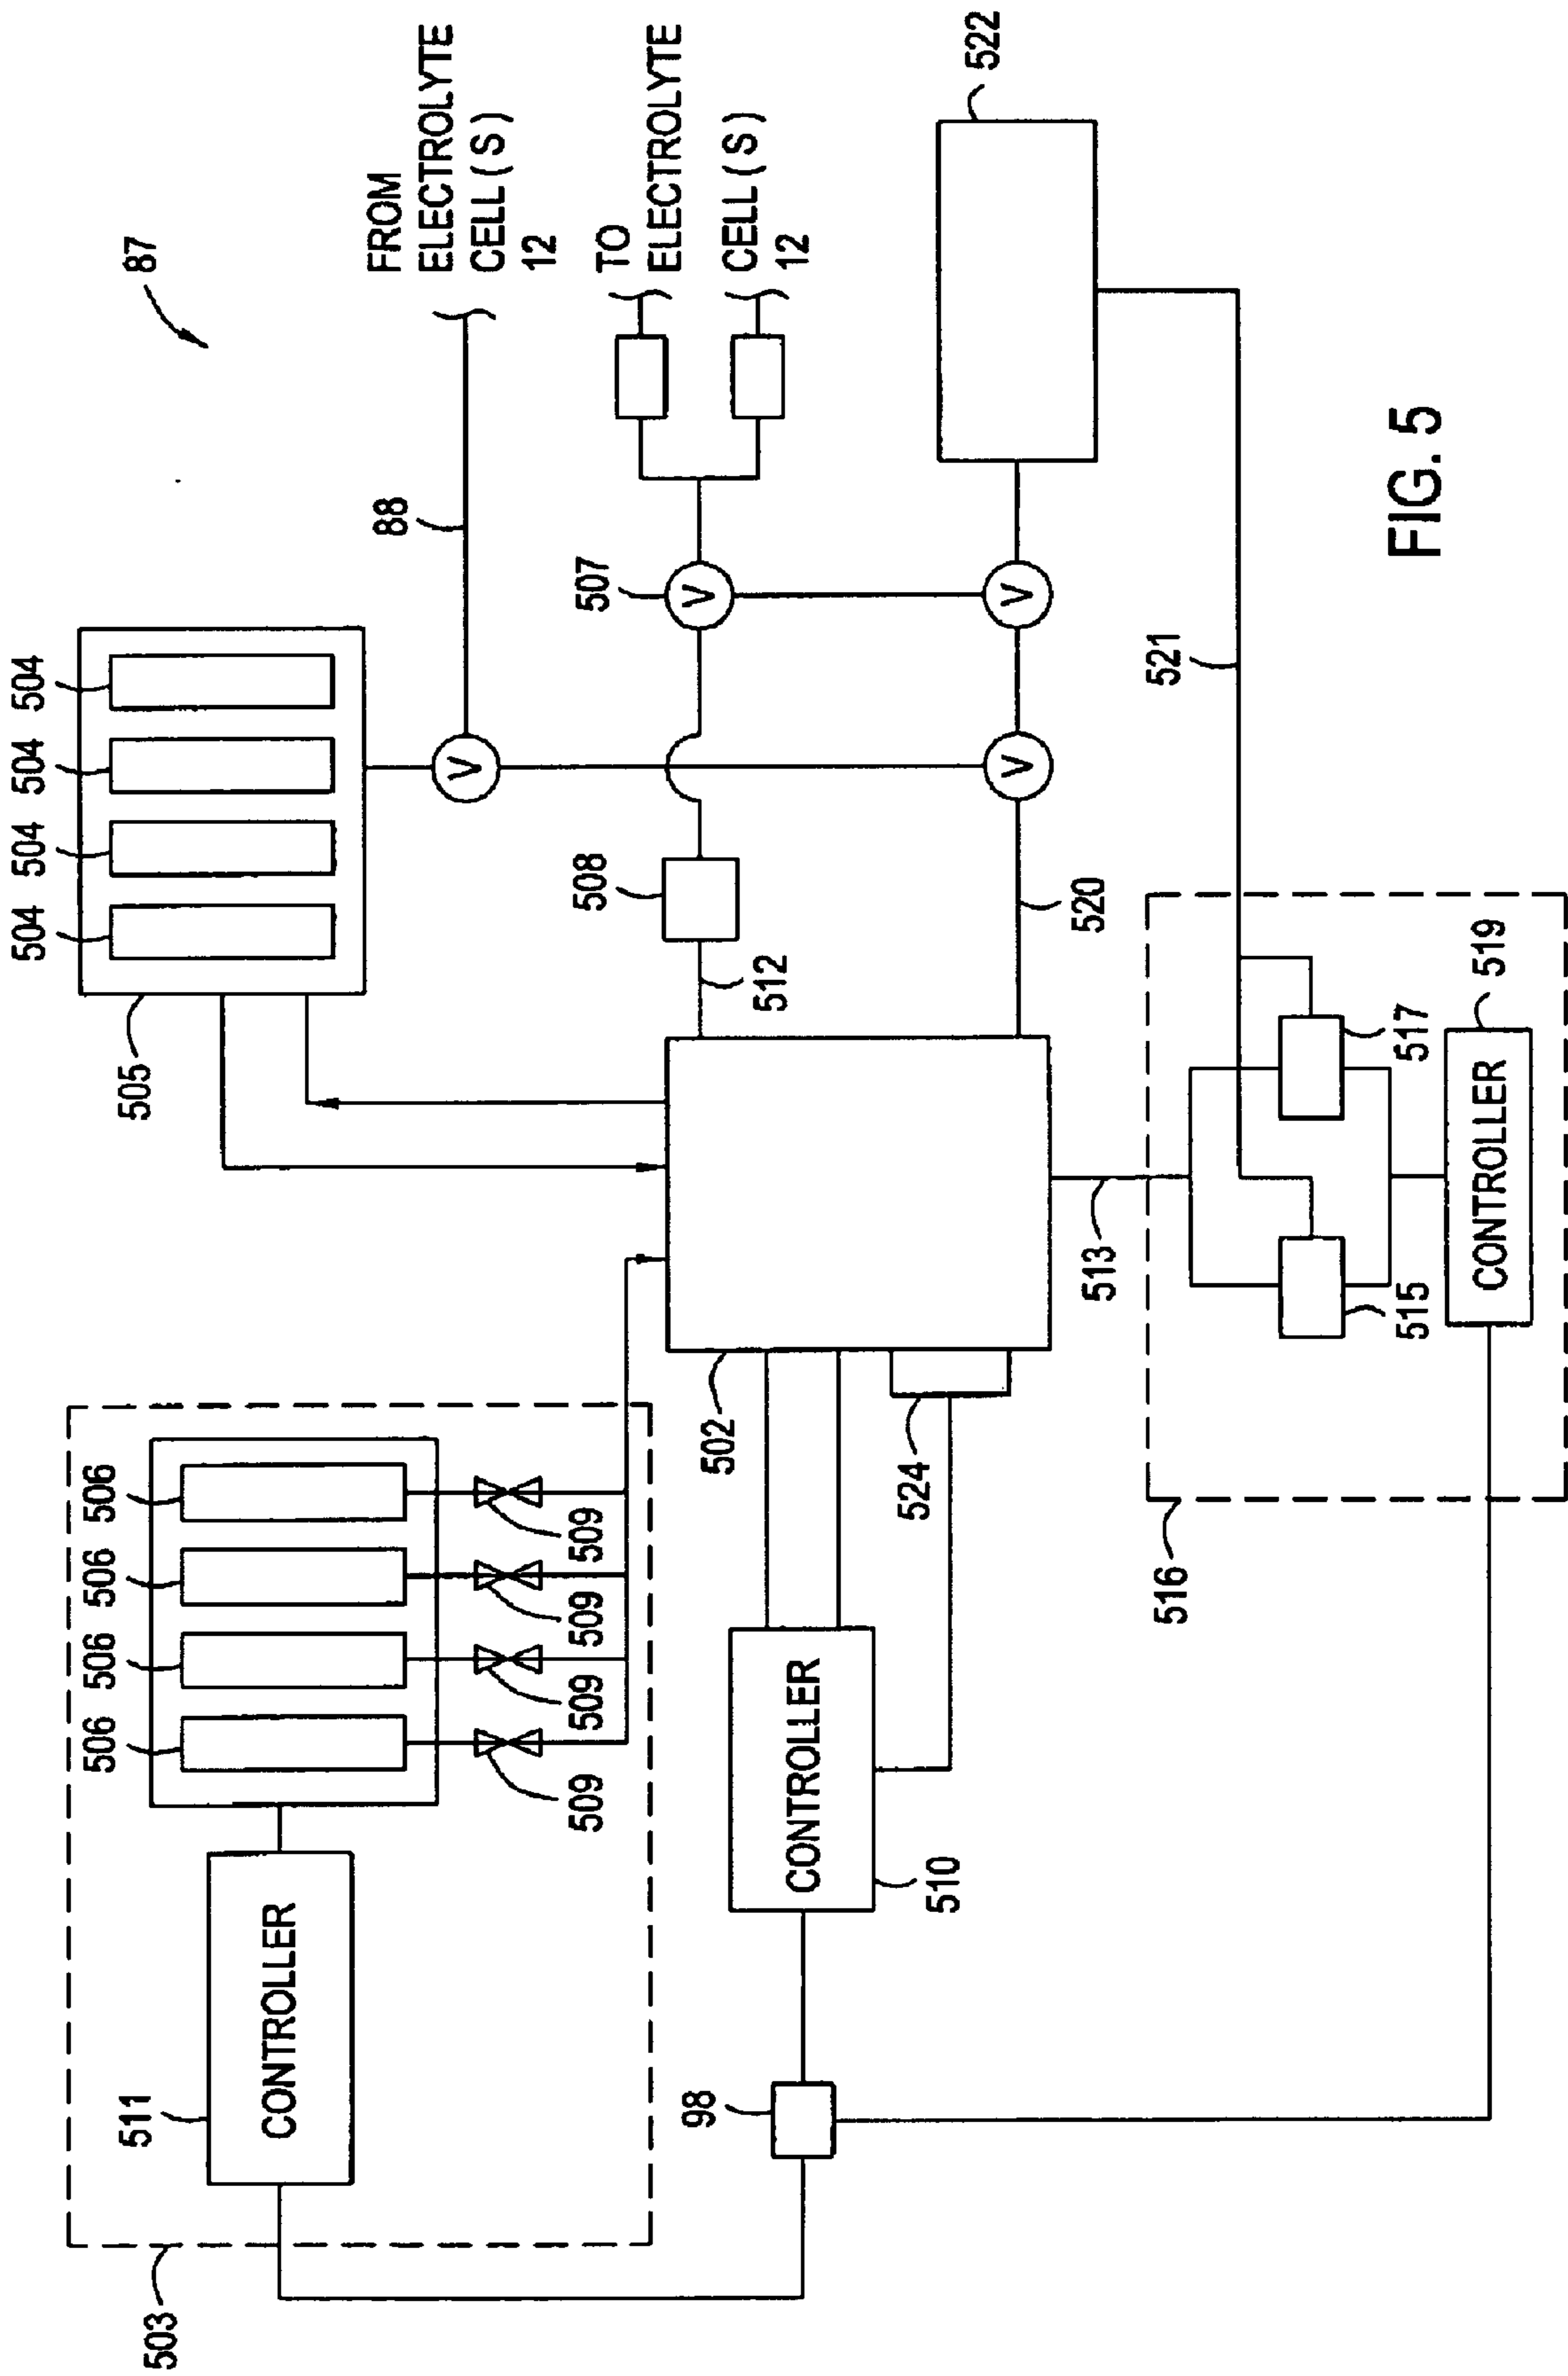 87
504
504
504
504
505
88
FROM
ELECTROLYTE
CELL(S)
12
TO
ELECTROLYTE
CELL(S)
12
V
507
V
508
512
V
V
520
522
521
503
511
CONTROLLER
506
506
506
506
509
509
509
509
502
524
CONTROLLER
510
98
513
516
515
517
519
CONTROLLER
FIG. 5